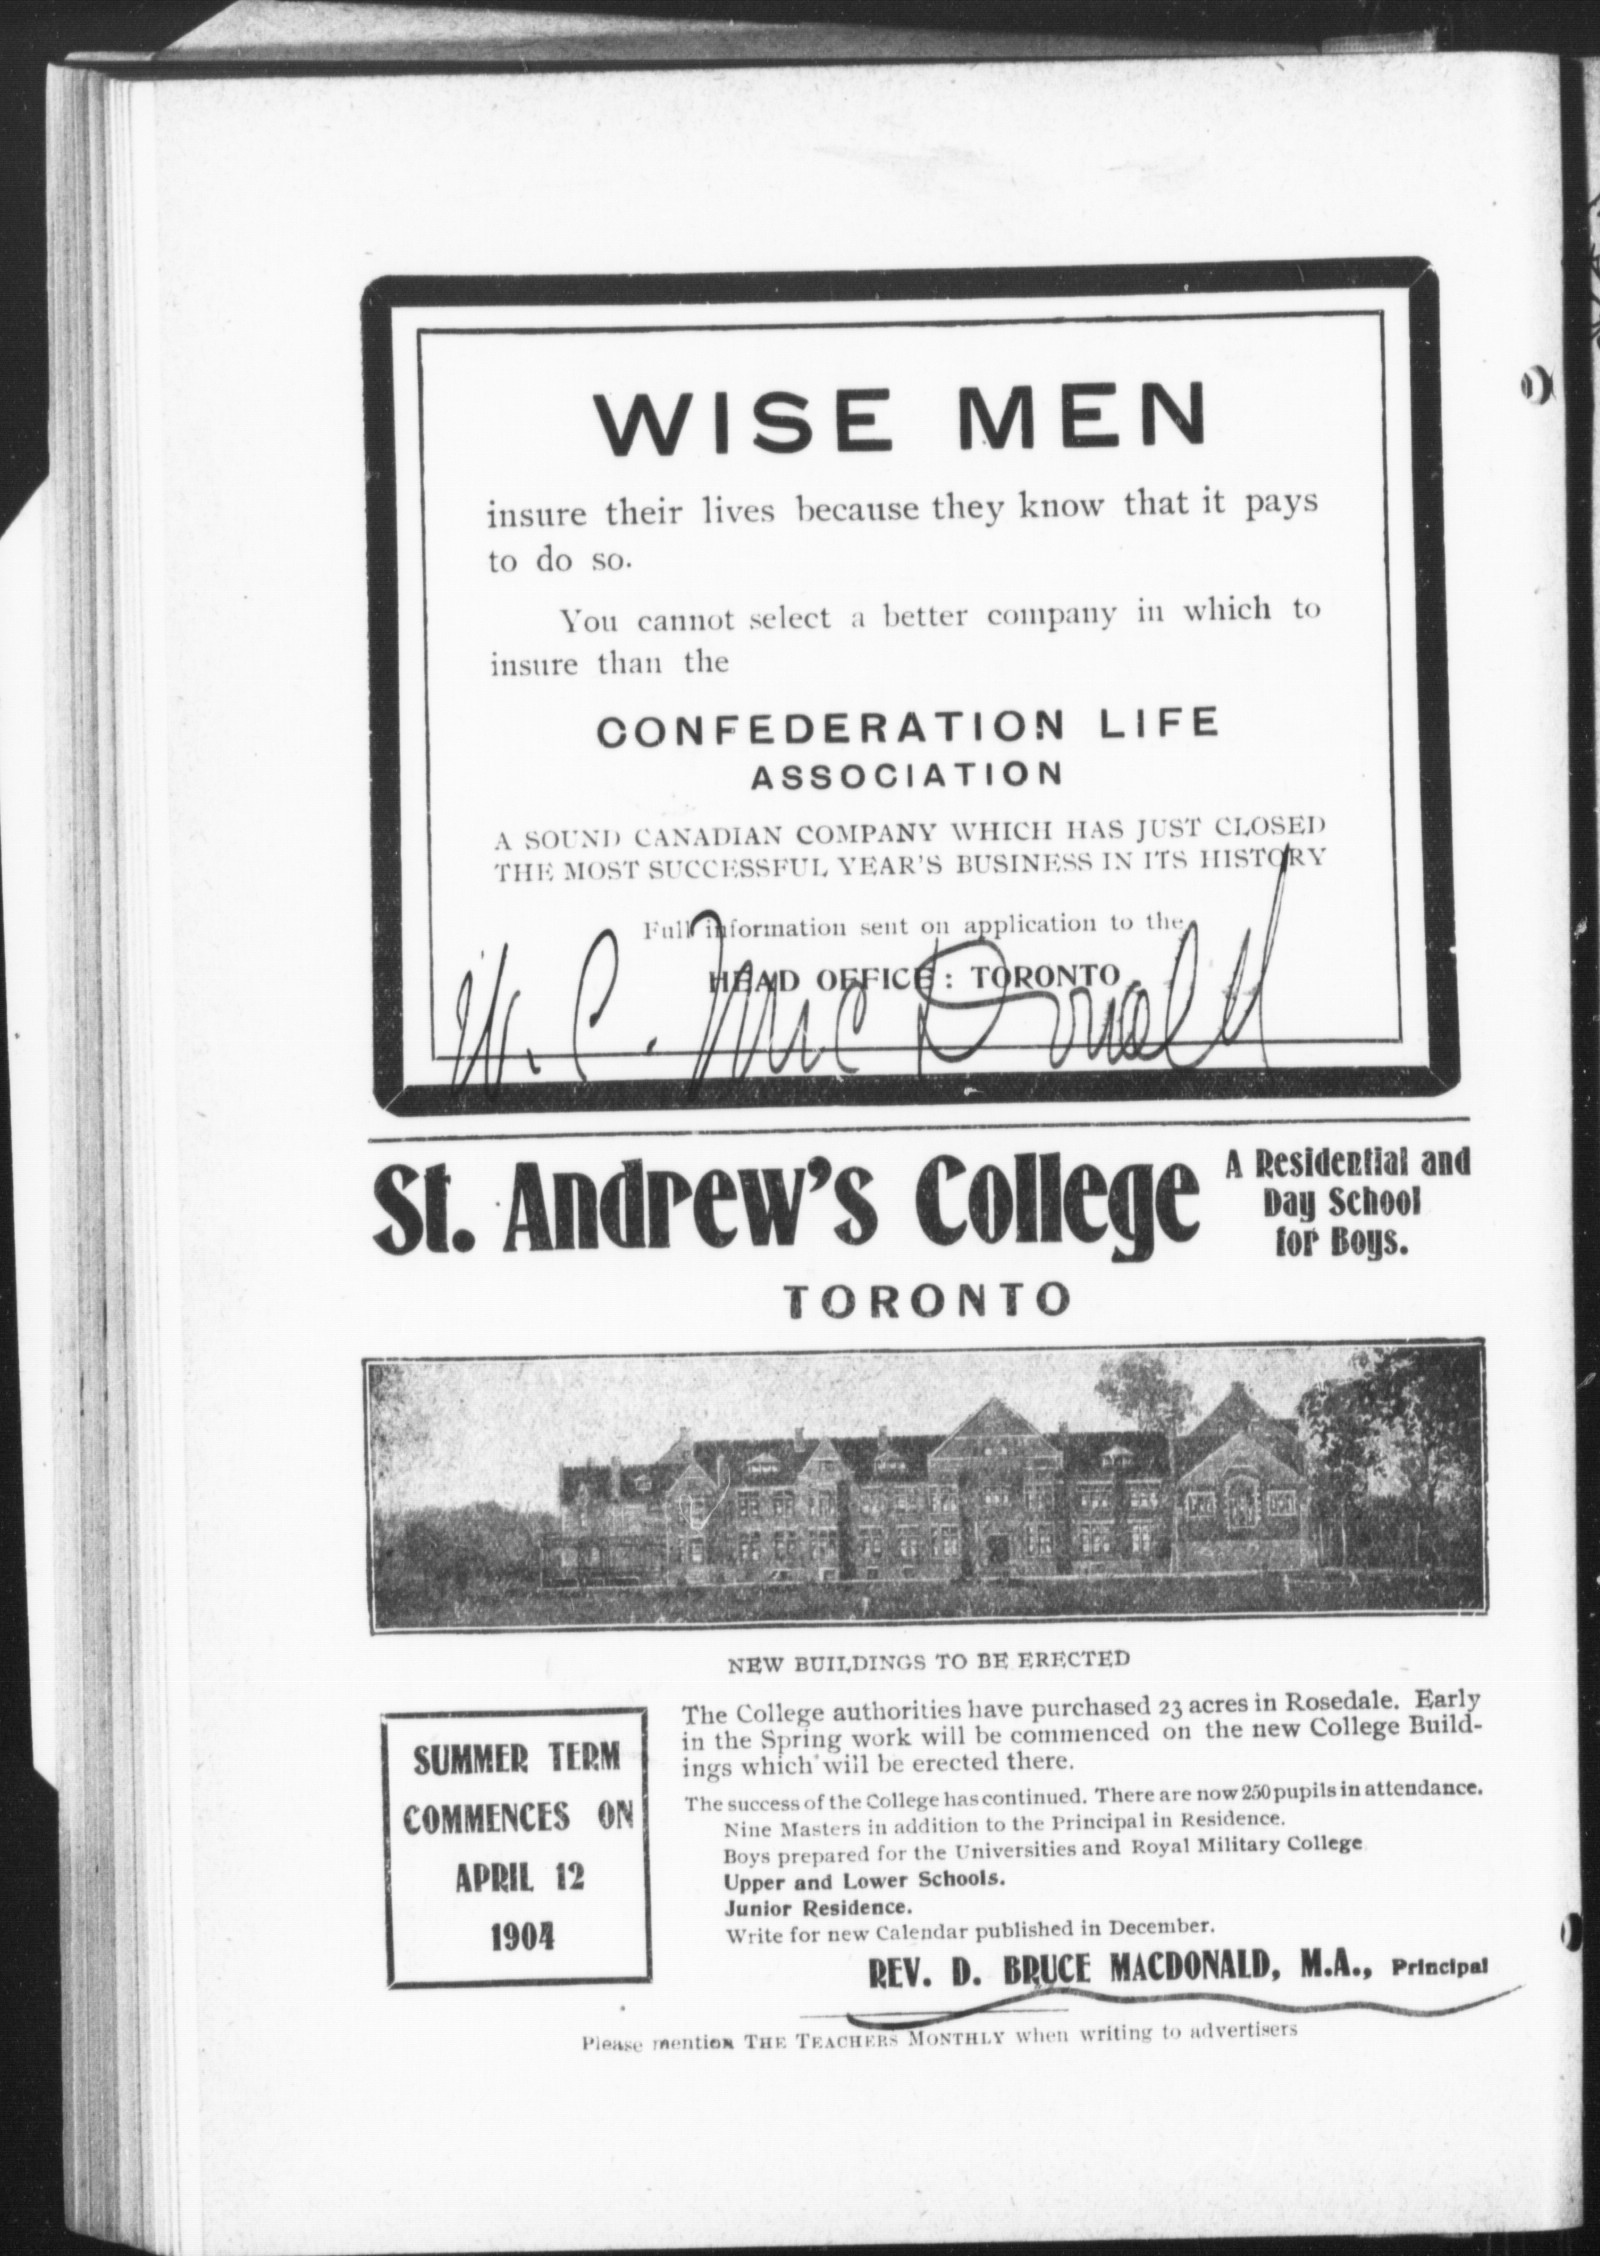 WISE MEN
insure their lives because they know that it pays
to do so.
You cannot select a better company in which to
insure than the
CONFEDERATION LIFE
ASSOCIATION
A SOUND CANADIAN COMPANY WHICH HAS JUST CLOSED
THE MOST SUCCESSFUL YEAR'S BUSINESS IN ITS HISTORY
Full information sent on application to the
HEAD OFFICE: TORONTO
W. C. MacDonald
St. Andrew's College
A Residential and
Day School
for Boys.
TORONTO
NEW BUILDINGS TO BE ERECTED
SUMMER TERM
COMMENCES ON
APRIL 12
1904
The College authorities have purchased 23 acres in Rosedale. Early
in the Spring work will be commenced on the new College Build-
ings which will be erected there.
The success of the College has continued. There are now 250 pupils in attendance.
Nine Masters in addition to the Principal in Residence.
Boys prepared for the Universities and Royal Military College
Upper and Lower Schools.
Junior Residence.
Write for new Calendar published in December.
REV. D. BRUCE MACDONALD, M.A., Principal
Please mention THE TEACHERS MONTHLY when writing to advertisers